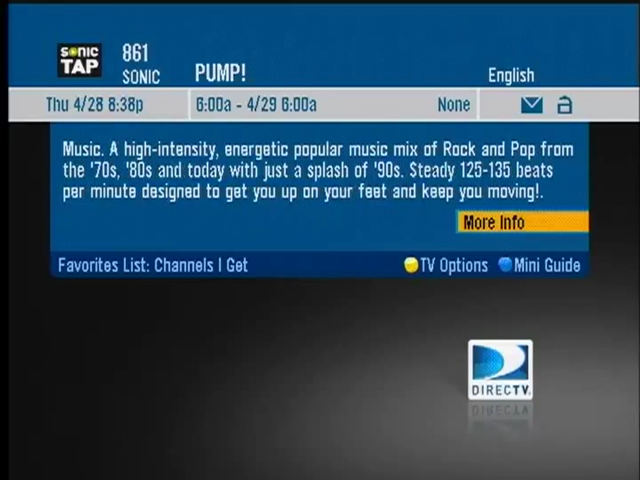 SONIC TAP
861
SONIC
PUMP!
English
Thu 4/28 8:38p
6:00a - 4/29 6:00a
None
Music. A high-intensity, energetic popular music mix of Rock and Pop from
the '70s, '80s and today with just a splash of '90s. Steady 125-135 beats
per minute designed to get you up on your feet and keep you moving!.
More Info
Favorites List: Channels I Get
TV Options
Mini Guide
DIRECTV